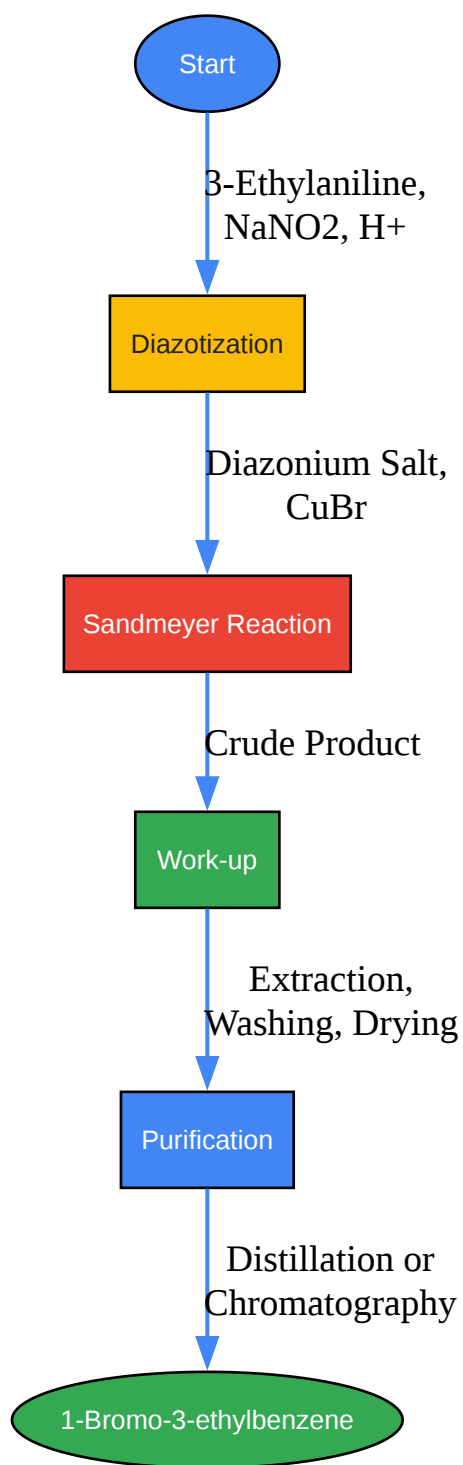 Start
3-Ethylaniline,
NaNO2, H+
Diazotization
Diazonium Salt,
CuBr
Sandmeyer Reaction
Crude Product
Work-up
Extraction,
Washing, Drying
Purification
Distillation or
Chromatography
1-Bromo-3-ethylbenzene